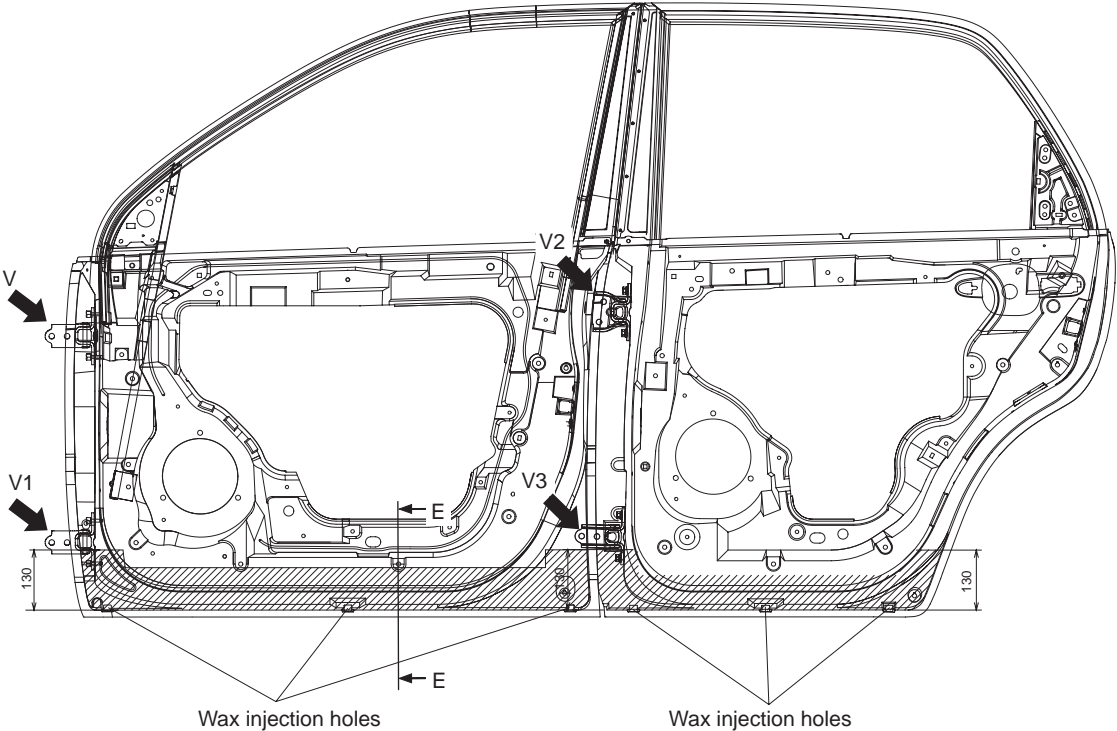 V2
V
V1
V3
E
130
130
130
E
Wax injection holes
Wax injection holes